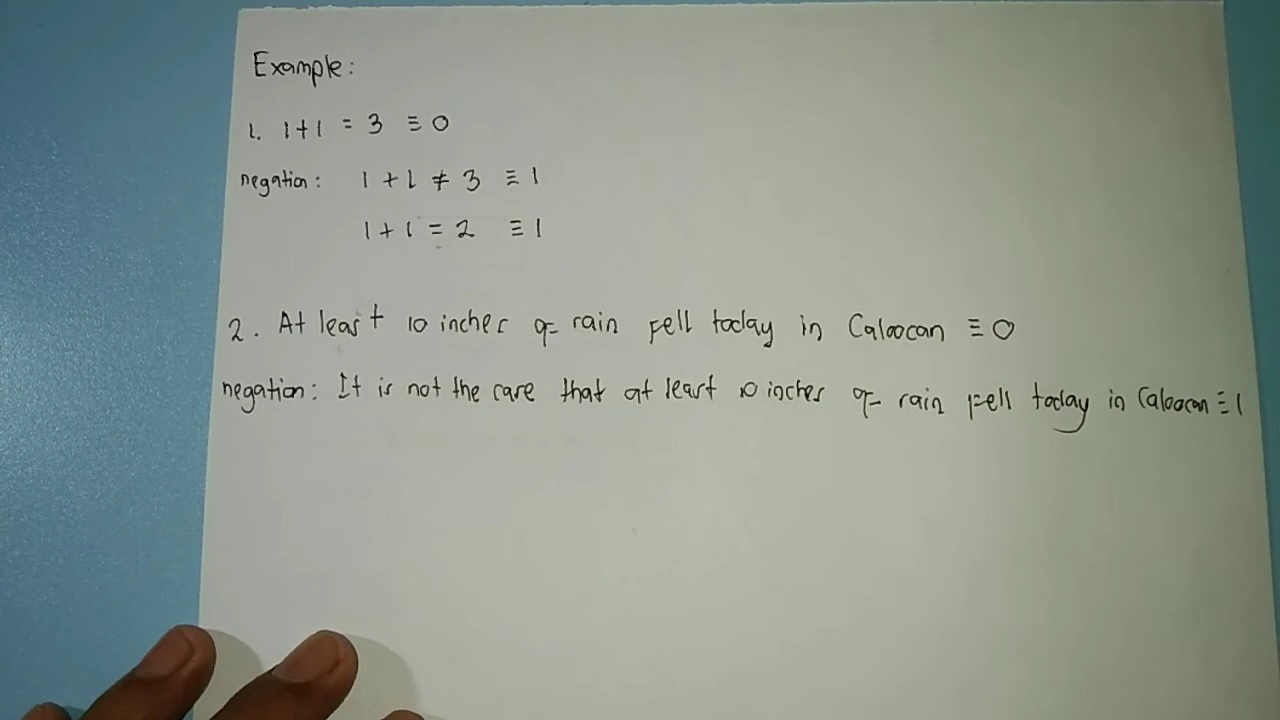 Example:
1. 1+1 = 3 ≡ 0
negation: 1 + 1 ≠ 3 ≡ 1
1 + 1 = 2 ≡ 1
2. At least 10 inches of rain fell today in Caloocan ≡ 0
negation: It is not the case that at least 10 inches of rain fell today in Caloocan ≡ 1